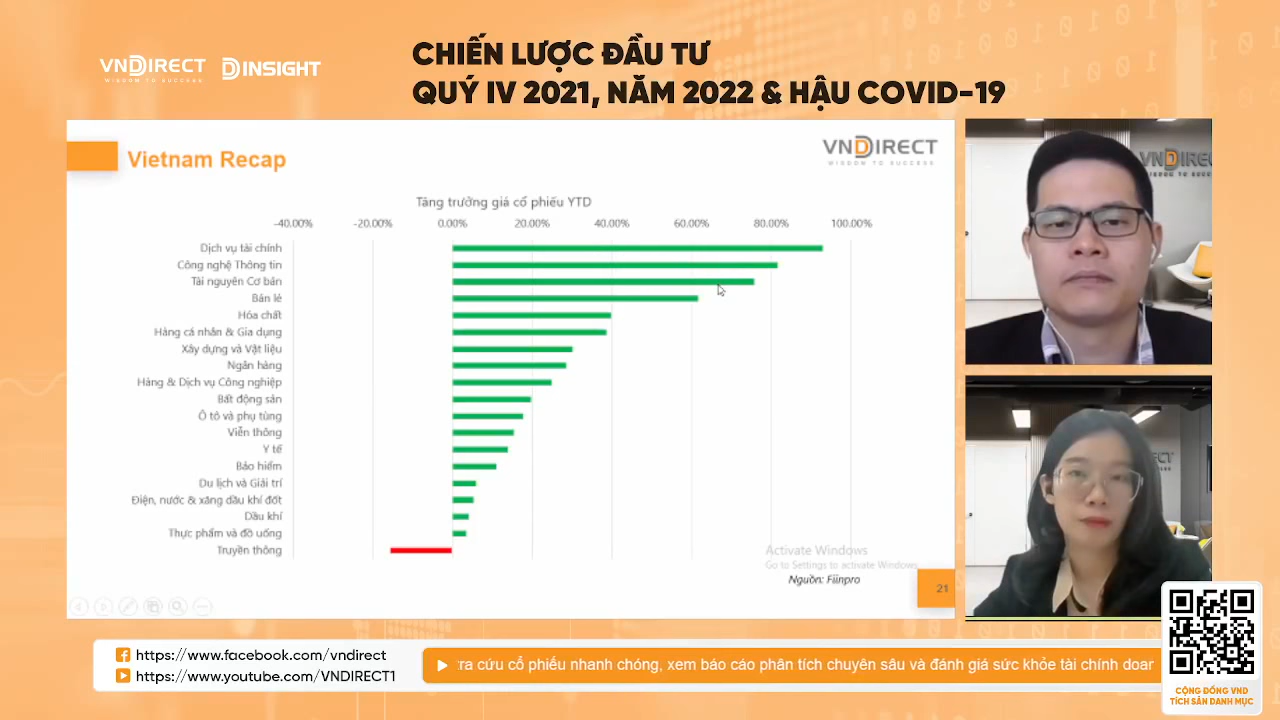 VNDIRECT
WISDOM TO SUCCESS
DINSIGHT
CHIẾN LƯỢC ĐẦU TƯ
QUÝ IV 2021, NĂM 2022 & HẬU COVID-19
Vietnam Recap
VNDIRECT
WISDOM TO SUCCESS
Tăng trưởng giá cổ phiếu YTD
-40.00% -20.00% 0.00% 20.00% 40.00% 60.00% 80.00% 100.00%
Dịch vụ tài chính
Công nghệ Thông tin
Tài nguyên Cơ bản
Bán lẻ
Hóa chất
Hàng cá nhân & Gia dụng
Xây dựng và Vật liệu
Ngân hàng
Hàng & Dịch vụ Công nghiệp
Bất động sản
Ô tô và phụ tùng
Viễn thông
Y tế
Bảo hiểm
Du lịch và Giải trí
Điện, nước & xăng dầu khí đốt
Dầu khí
Thực phẩm và đồ uống
Truyền thông
Activate Windows
Go to Settings to activate Windows.
Nguồn: Fiinpro
21
https://www.facebook.com/vndirect
https://www.youtube.com/VNDIRECT1
tra cứu cổ phiếu nhanh chóng, xem báo cáo phân tích chuyên sâu và đánh giá sức khỏe tài chính doan
CỘNG ĐỒNG VND
TÍCH SẢN DANH MỤC